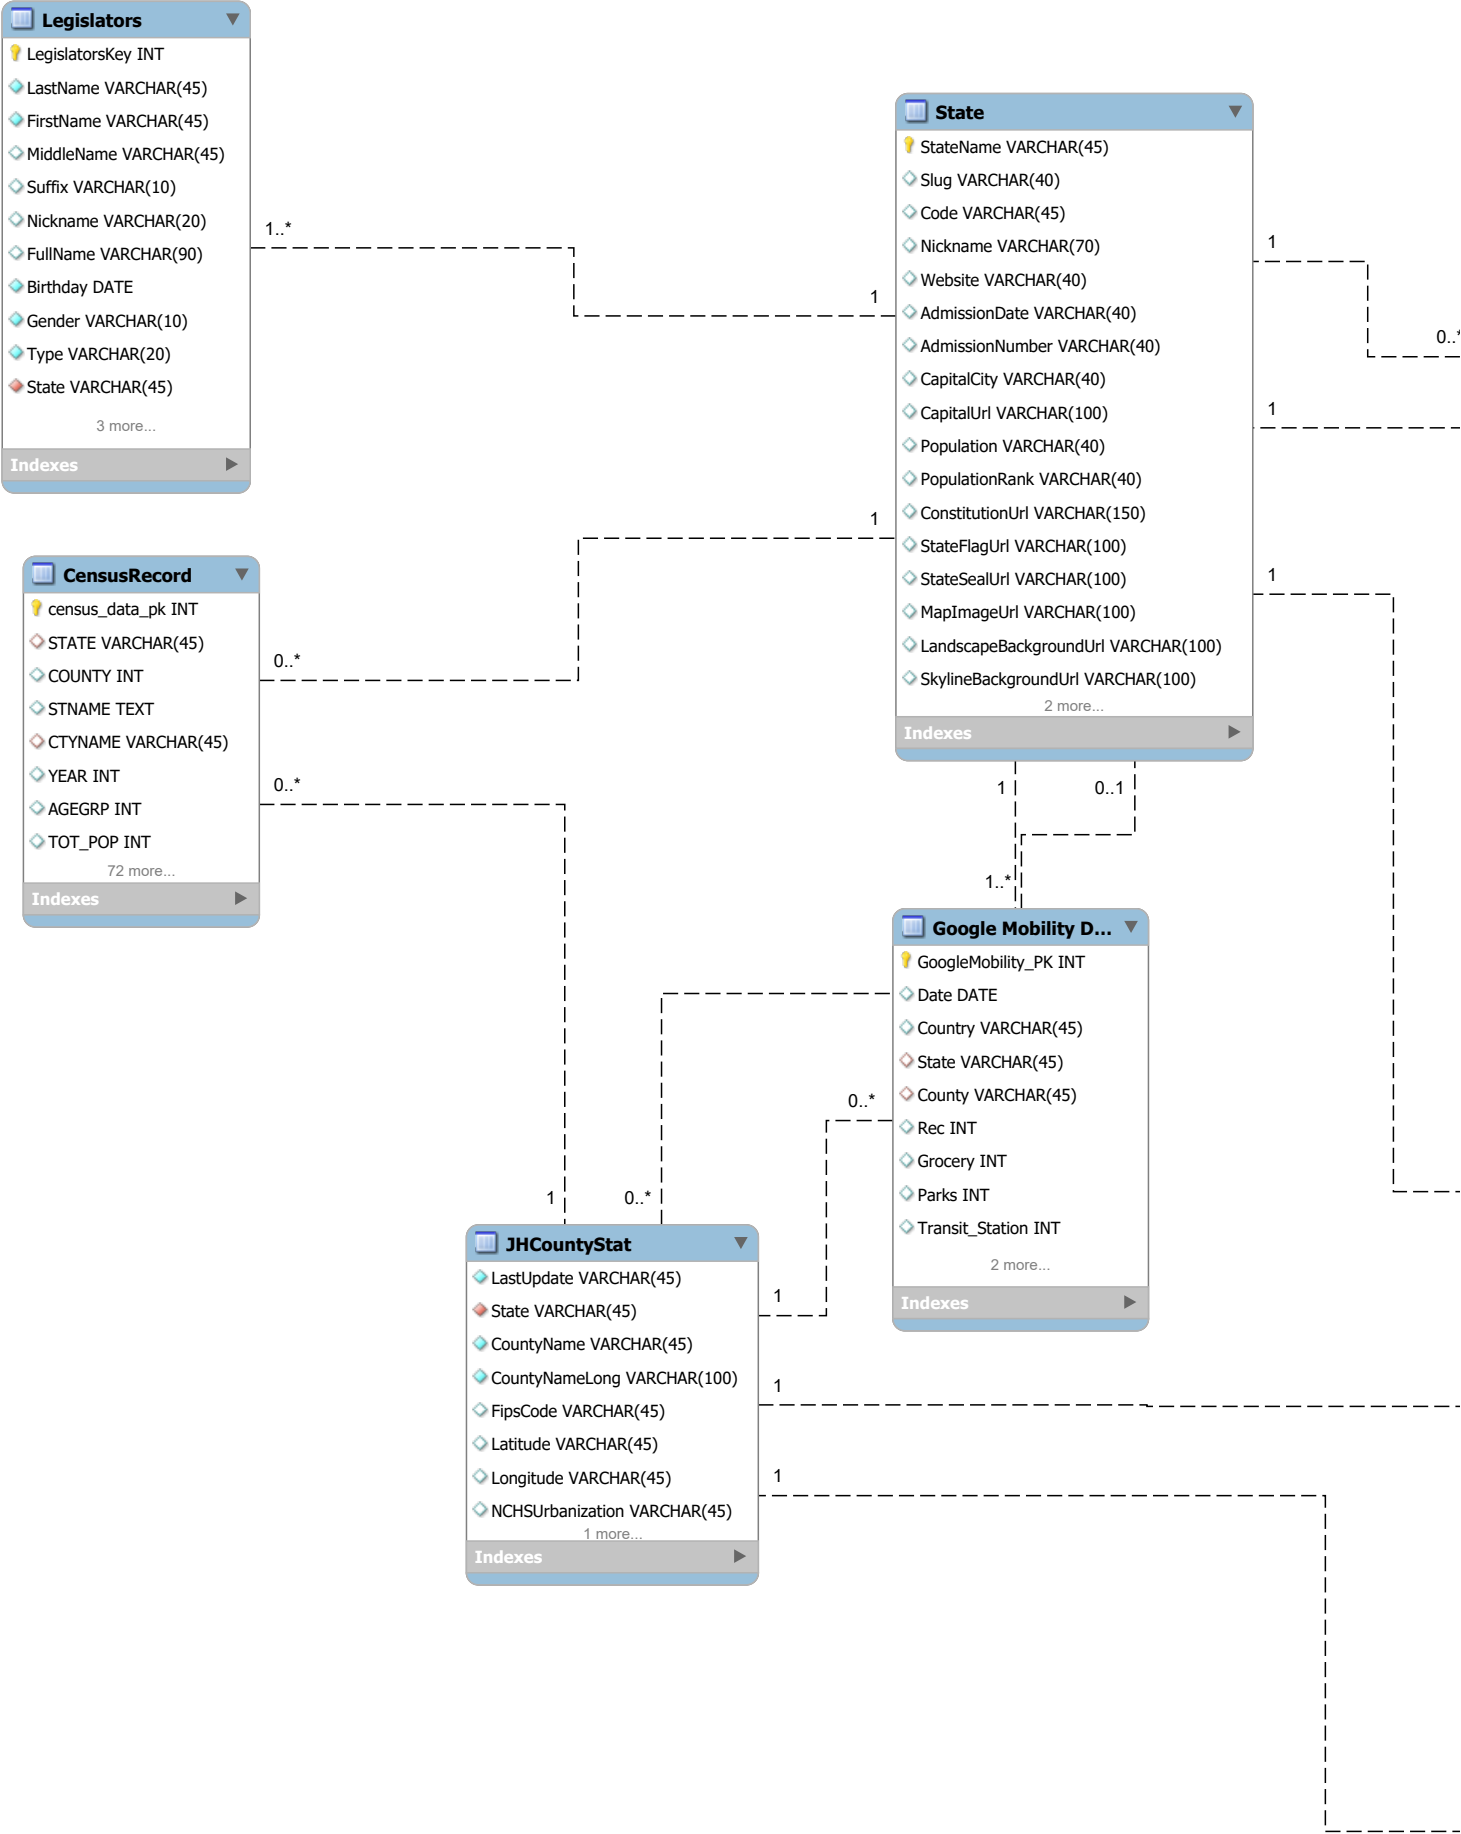 Legislators
LegislatorsKey INT
LastName VARCHAR(45)
FirstName VARCHAR(45)
MiddleName VARCHAR(45)
Suffix VARCHAR(10)
Nickname VARCHAR(20)
FullName VARCHAR(90)
Birthday DATE
Gender VARCHAR(10)
Type VARCHAR(20)
State VARCHAR(45)
3 more...
Indexes
1..*
1
State
StateName VARCHAR(45)
Slug VARCHAR(40)
Code VARCHAR(45)
Nickname VARCHAR(70)
Website VARCHAR(40)
AdmissionDate VARCHAR(40)
AdmissionNumber VARCHAR(40)
CapitalCity VARCHAR(40)
CapitalUrl VARCHAR(100)
Population VARCHAR(40)
PopulationRank VARCHAR(40)
ConstitutionUrl VARCHAR(150)
StateFlagUrl VARCHAR(100)
StateSealUrl VARCHAR(100)
MapImageUrl VARCHAR(100)
LandscapeBackgroundUrl VARCHAR(100)
SkylineBackgroundUrl VARCHAR(100)
2 more...
Indexes
1
0..*
1
1
1
CensusRecord
census_data_pk INT
STATE VARCHAR(45)
COUNTY INT
STNAME TEXT
CTYNAME VARCHAR(45)
YEAR INT
AGEGRP INT
TOT_POP INT
72 more...
Indexes
0..*
0..*
1
0..1
1..*
Google Mobility D...
GoogleMobility_PK INT
Date DATE
Country VARCHAR(45)
State VARCHAR(45)
County VARCHAR(45)
Rec INT
Grocery INT
Parks INT
Transit_Station INT
2 more...
Indexes
0..*
1
0..*
JHCountyStat
LastUpdate VARCHAR(45)
State VARCHAR(45)
CountyName VARCHAR(45)
CountyNameLong VARCHAR(100)
FipsCode VARCHAR(45)
Latitude VARCHAR(45)
Longitude VARCHAR(45)
NCHSUrbanization VARCHAR(45)
1 more...
Indexes
1
1
1